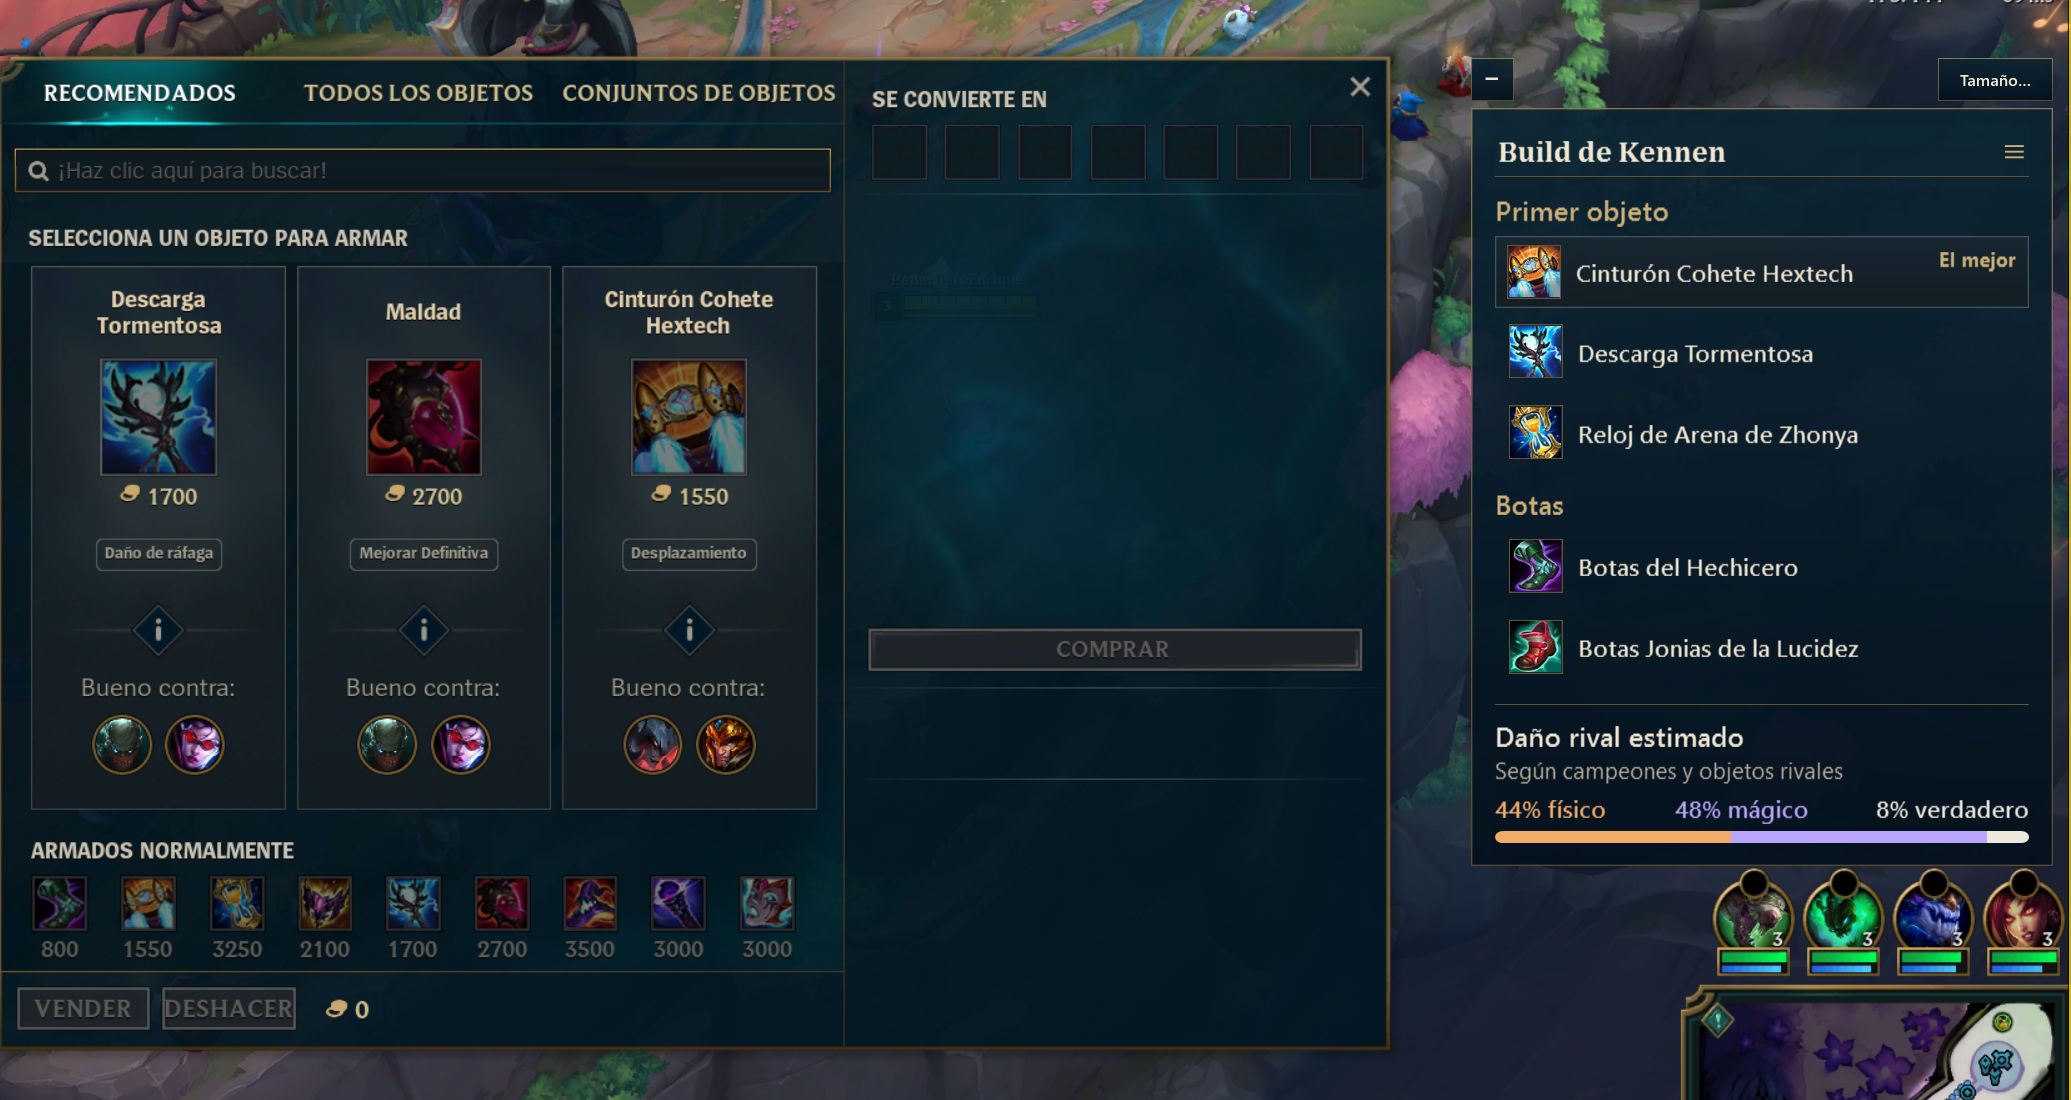 RECOMENDADOS
TODOS LOS OBJETOS
CONJUNTOS DE OBJETOS
¡Haz clic aquí para buscar!
SELECCIONA UN OBJETO PARA ARMAR
Descarga
Tormentosa
1700
Daño de ráfaga
Bueno contra:
Maldad
2700
Mejorar Definitiva
Bueno contra:
Cinturón Cohete
Hextech
1550
Desplazamiento
Bueno contra:
ARMADOS NORMALMENTE
800 1550 3250 2100 1700 2700 3500 3000 3000
VENDER
DESHACER
0
SE CONVIERTE EN
3
COMPRAR
Tamaño...
Build de Kennen
Primer objeto
Cinturón Cohete Hextech
El mejor
Descarga Tormentosa
Reloj de Arena de Zhonya
Botas
Botas del Hechicero
Botas Jonias de la Lucidez
Daño rival estimado
Según campeones y objetos rivales
44% físico 48% mágico 8% verdadero
3 3 3 3